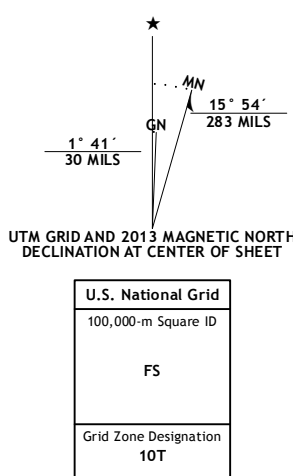 ★
MN
15° 54´
283 MILS
GN
1° 41´
30 MILS
UTM GRID AND 2013 MAGNETIC NORTH
DECLINATION AT CENTER OF SHEET
U.S. National Grid
100,000-m Square ID
FS
Grid Zone Designation
10T